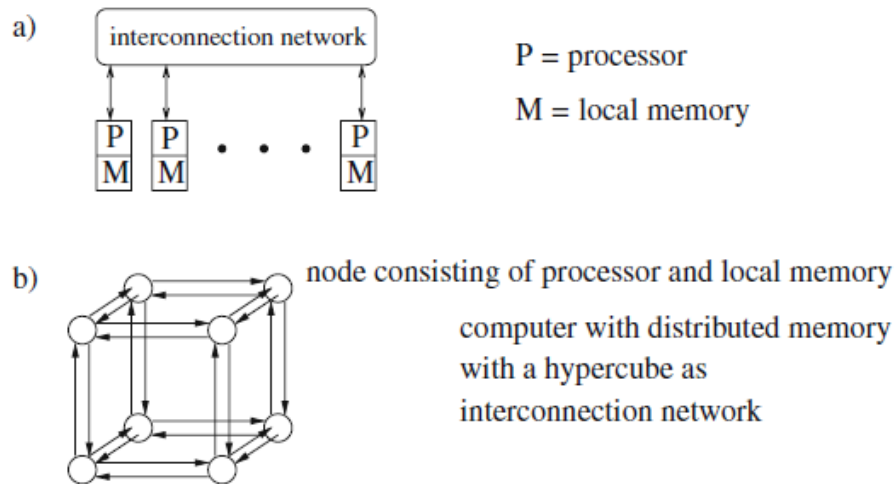 a)
interconnection network
P = processor
M = local memory
P P P
M M M
b)
node consisting of processor and local memory
computer with distributed memory
with a hypercube as
interconnection network